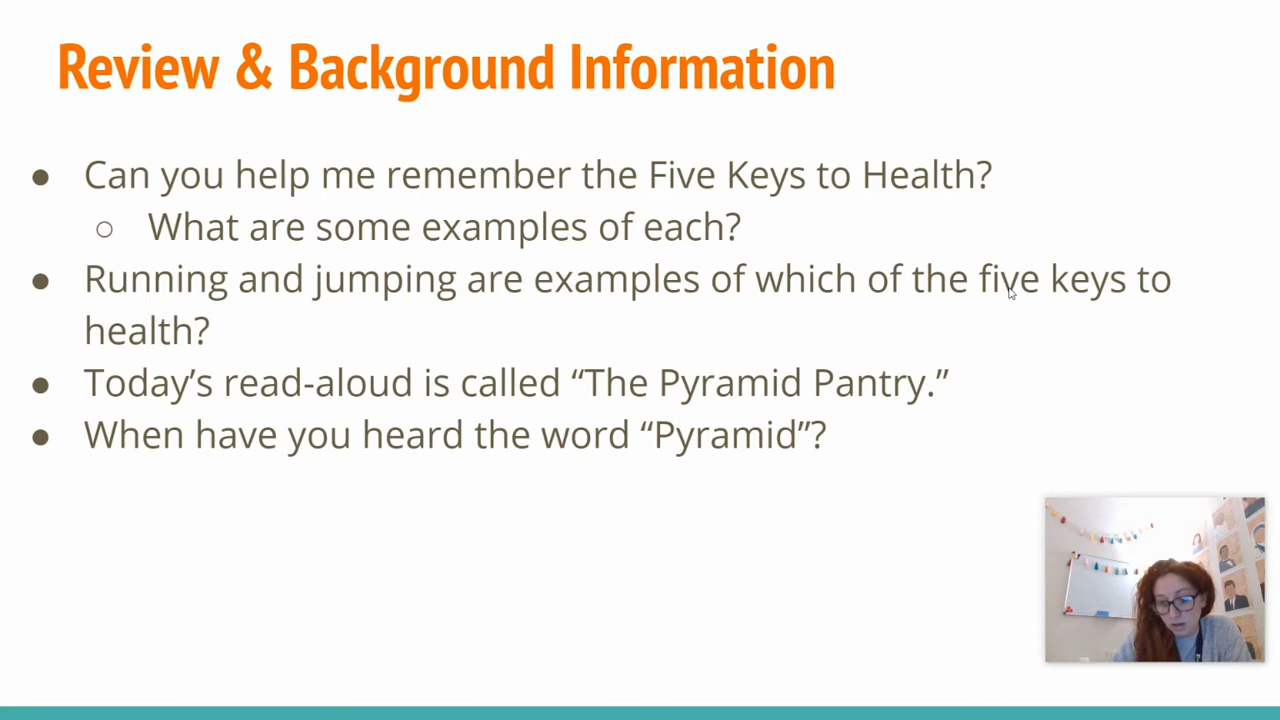 Review & Background Information
● Can you help me remember the Five Keys to Health?
○ What are some examples of each?
● Running and jumping are examples of which of the five keys to
health?
● Today’s read-aloud is called “The Pyramid Pantry.”
● When have you heard the word “Pyramid”?